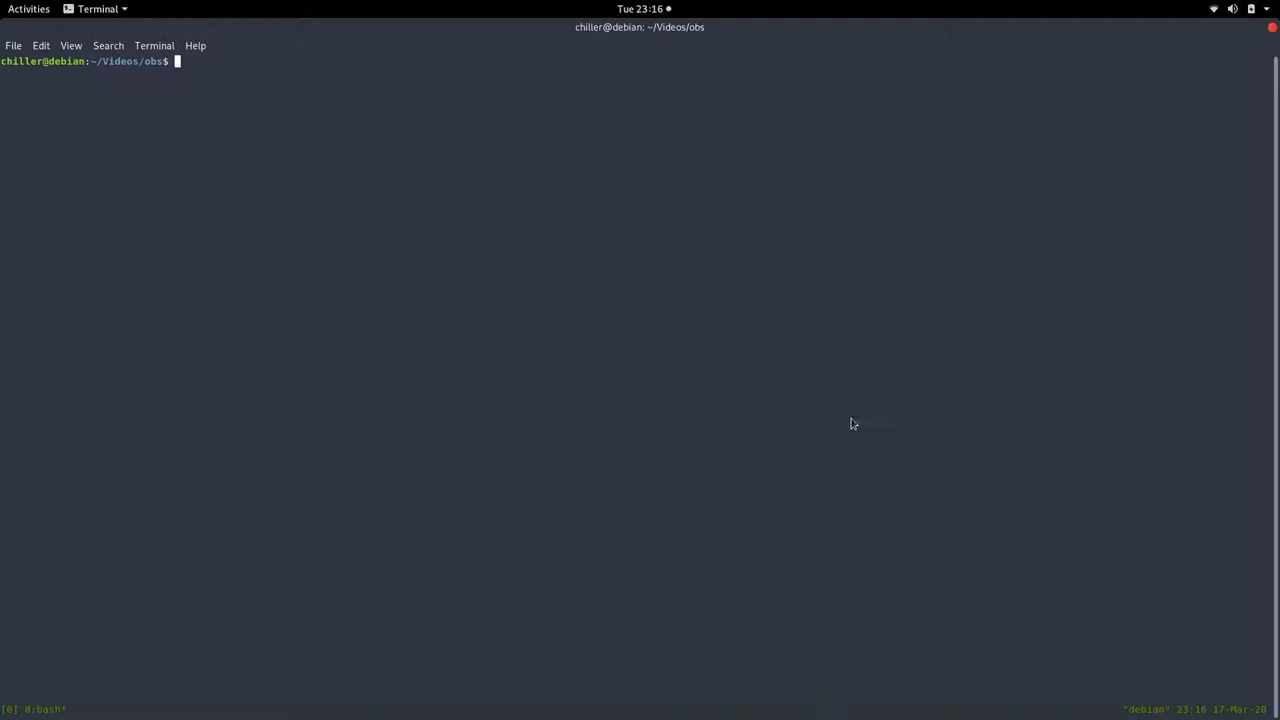 Activities Terminal Tue 23:16
chiller@debian: ~/Videos/obs
File Edit View Search Terminal Help
chiller@debian:~/Videos/obs$
[6] 0:bash* "debian" 23:16 17-Mar-20